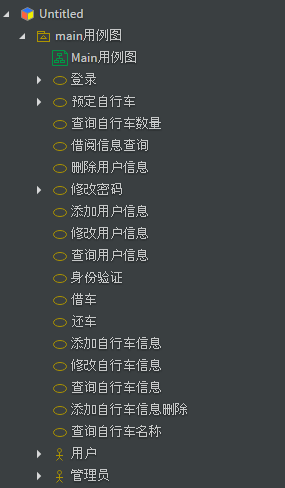 Untitled
main用例图
Main用例图
登录
预定自行车
查询自行车数量
借阅信息查询
删除用户信息
修改密码
添加用户信息
修改用户信息
查询用户信息
身份验证
借车
还车
添加自行车信息
修改自行车信息
查询自行车信息
添加自行车信息删除
查询自行车名称
用户
管理员